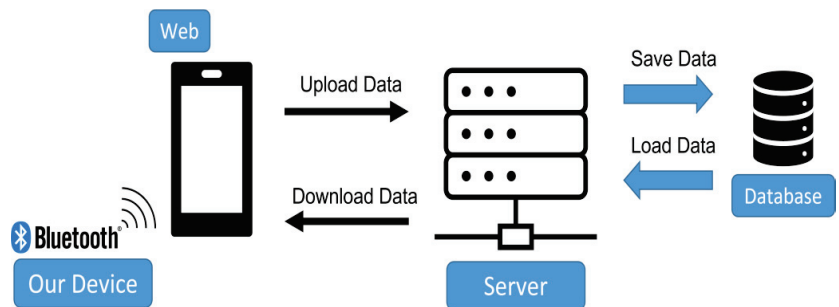 Web
Upload Data
Download Data
Bluetooth®
Our Device
Server
Save Data
Load Data
Database